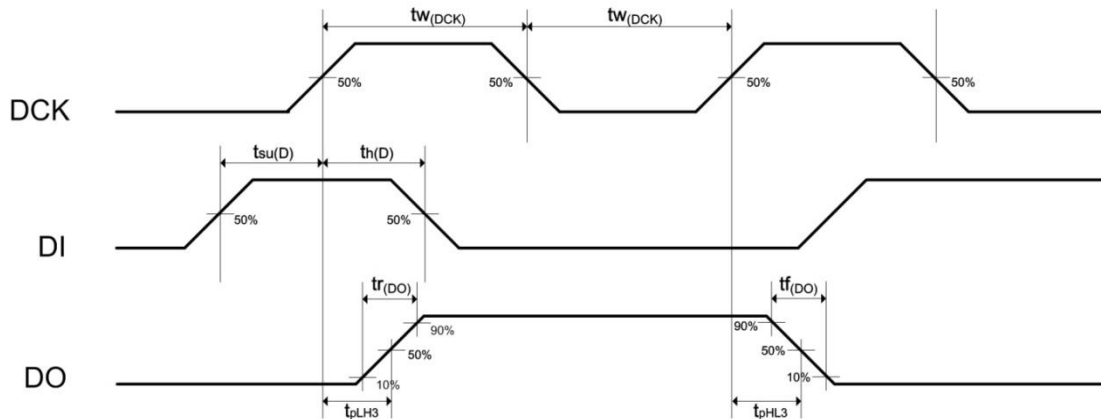 tw(DCK) tw(DCK)
50% 50% 50% 50%
DCK
tsu(D) th(D)
50% 50%
DI
tr(DO) tf(DO)
90% 90%
50% 50%
10% 10%
DO
tpLH3 tpHL3